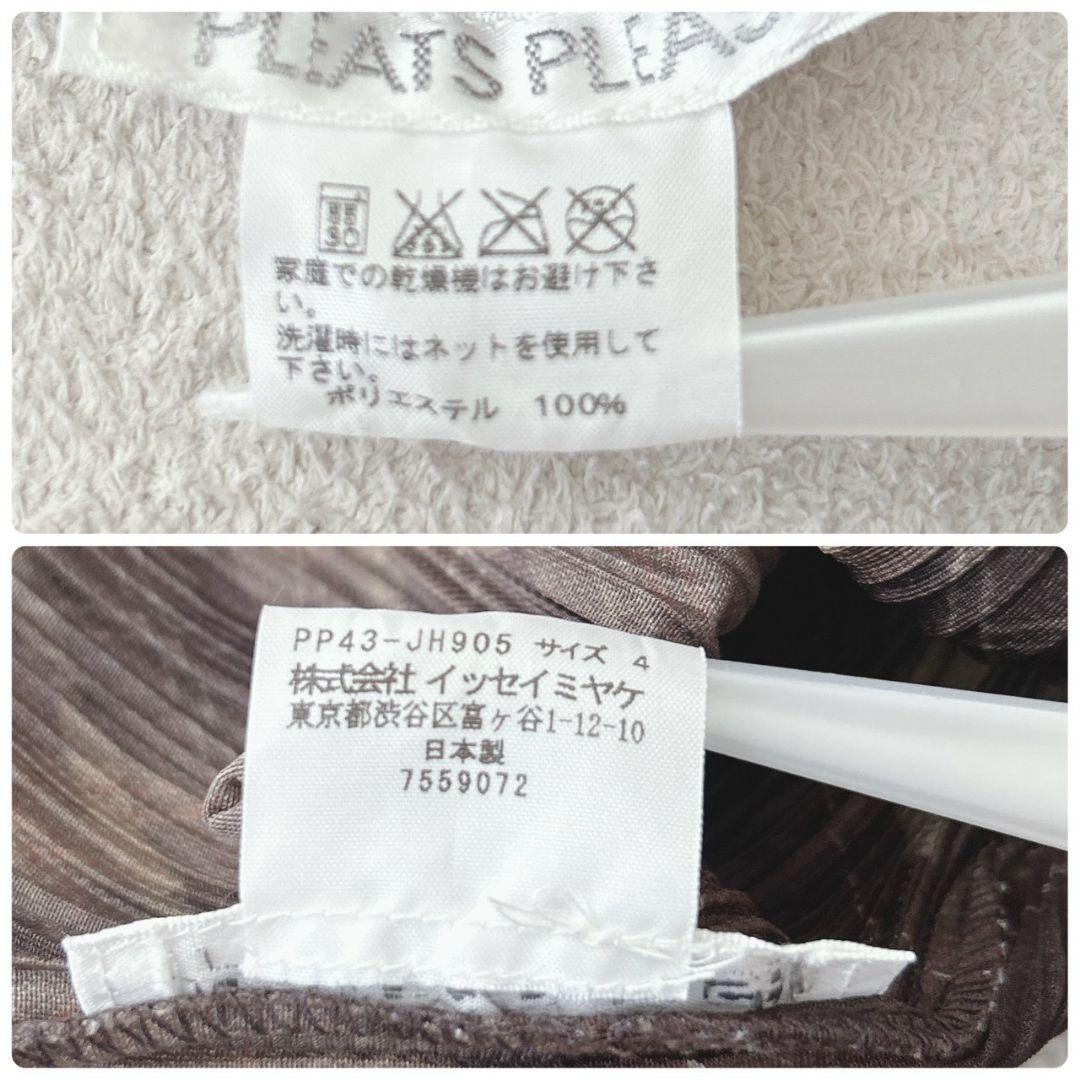 PLEATS PLEAS
家庭での乾燥機はお避け下さ
い。
洗濯時にはネットを使用して
下さい。
ポリエステル 100%
PP43-JH905 サイズ 4
株式会社 イッセイミヤケ
東京都渋谷区富ヶ谷1-12-10
日本製
7559072